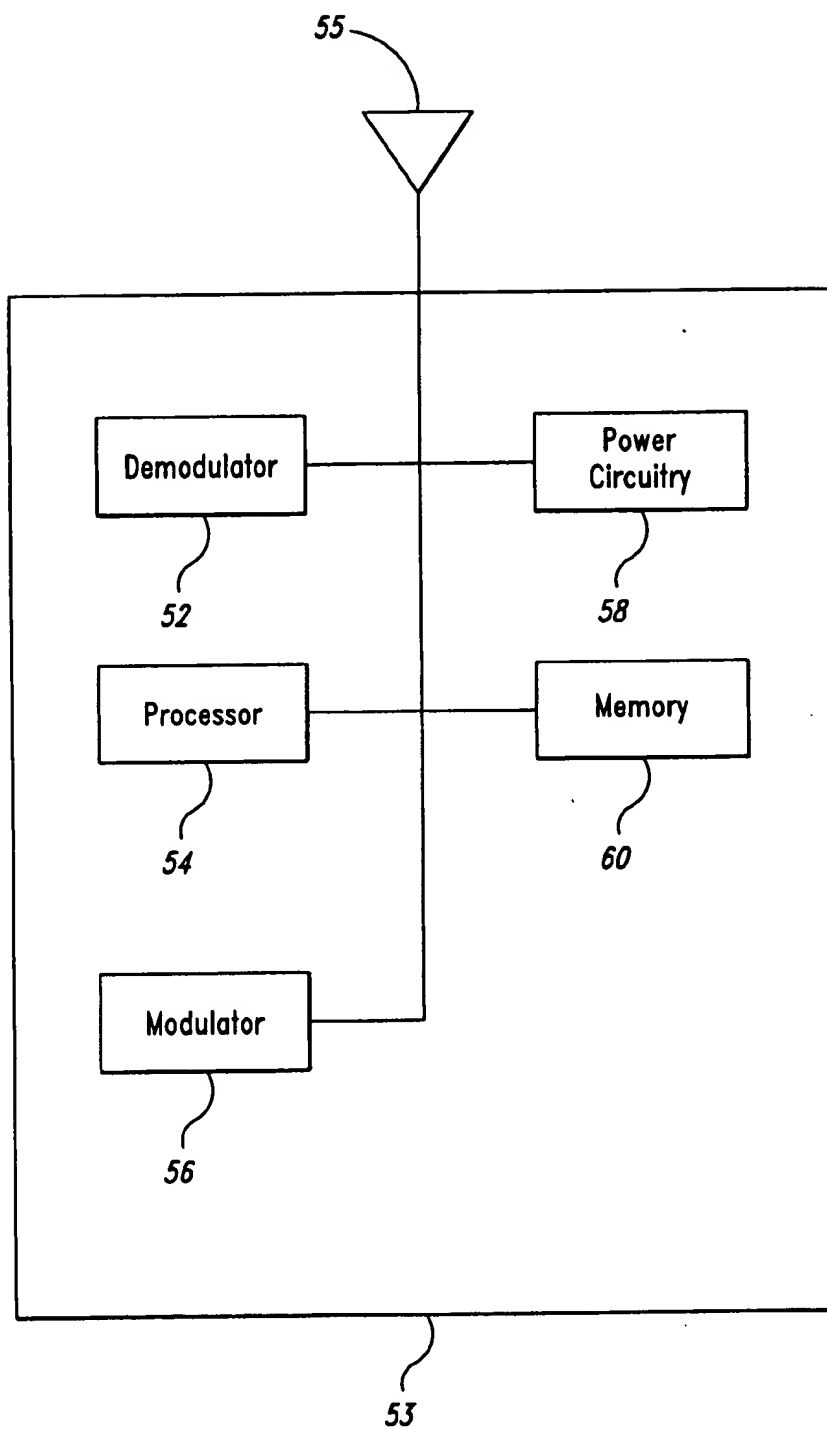 55
Demodulator
Power
Circuitry
52
58
Processor
Memory
54
60
Modulator
56
53